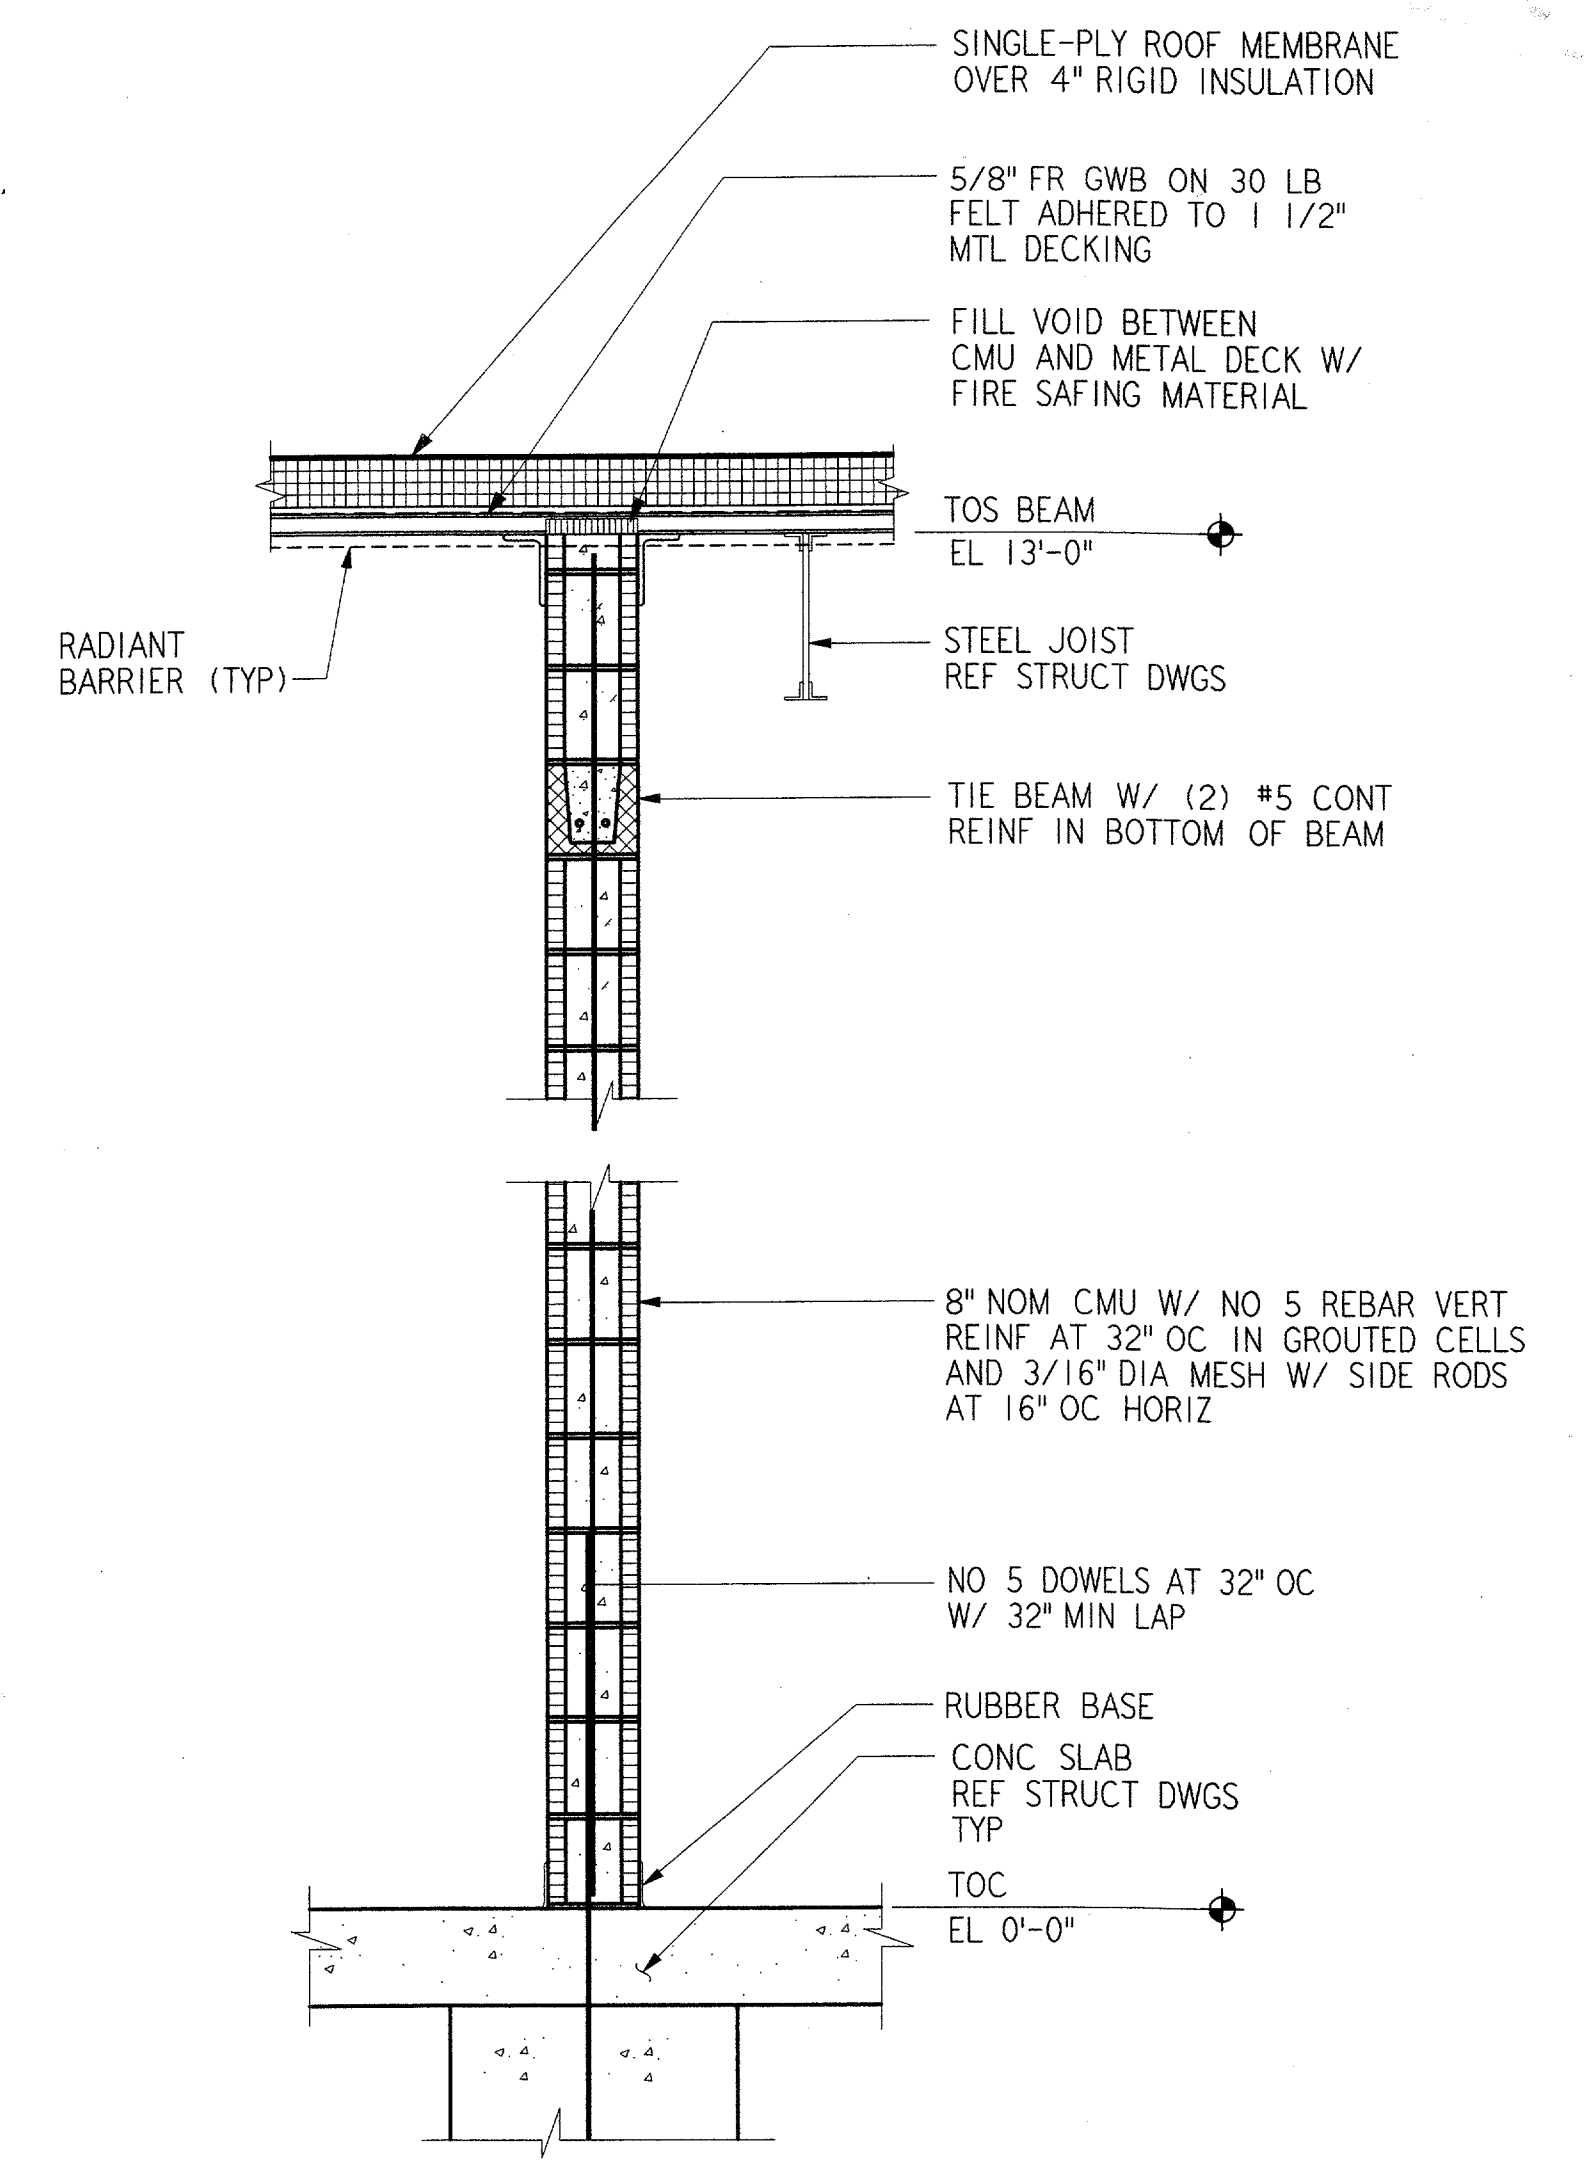 SINGLE-PLY ROOF MEMBRANE
OVER 4" RIGID INSULATION
5/8" FR GWB ON 30 LB
FELT ADHERED TO 1 1/2"
MTL DECKING
FILL VOID BETWEEN
CMU AND METAL DECK W/
FIRE SAFING MATERIAL
TOS BEAM
EL 13'-0"
RADIANT
BARRIER (TYP)
STEEL JOIST
REF STRUCT DWGS
TIE BEAM W/ (2) #5 CONT
REINF IN BOTTOM OF BEAM
8" NOM CMU W/ NO 5 REBAR VERT
REINF AT 32" OC IN GROUTED CELLS
AND 3/16" DIA MESH W/ SIDE RODS
AT 16" OC HORIZ
NO 5 DOWELS AT 32" OC
W/ 32" MIN LAP
RUBBER BASE
CONC SLAB
REF STRUCT DWGS
TYP
TOC
EL 0'-0"